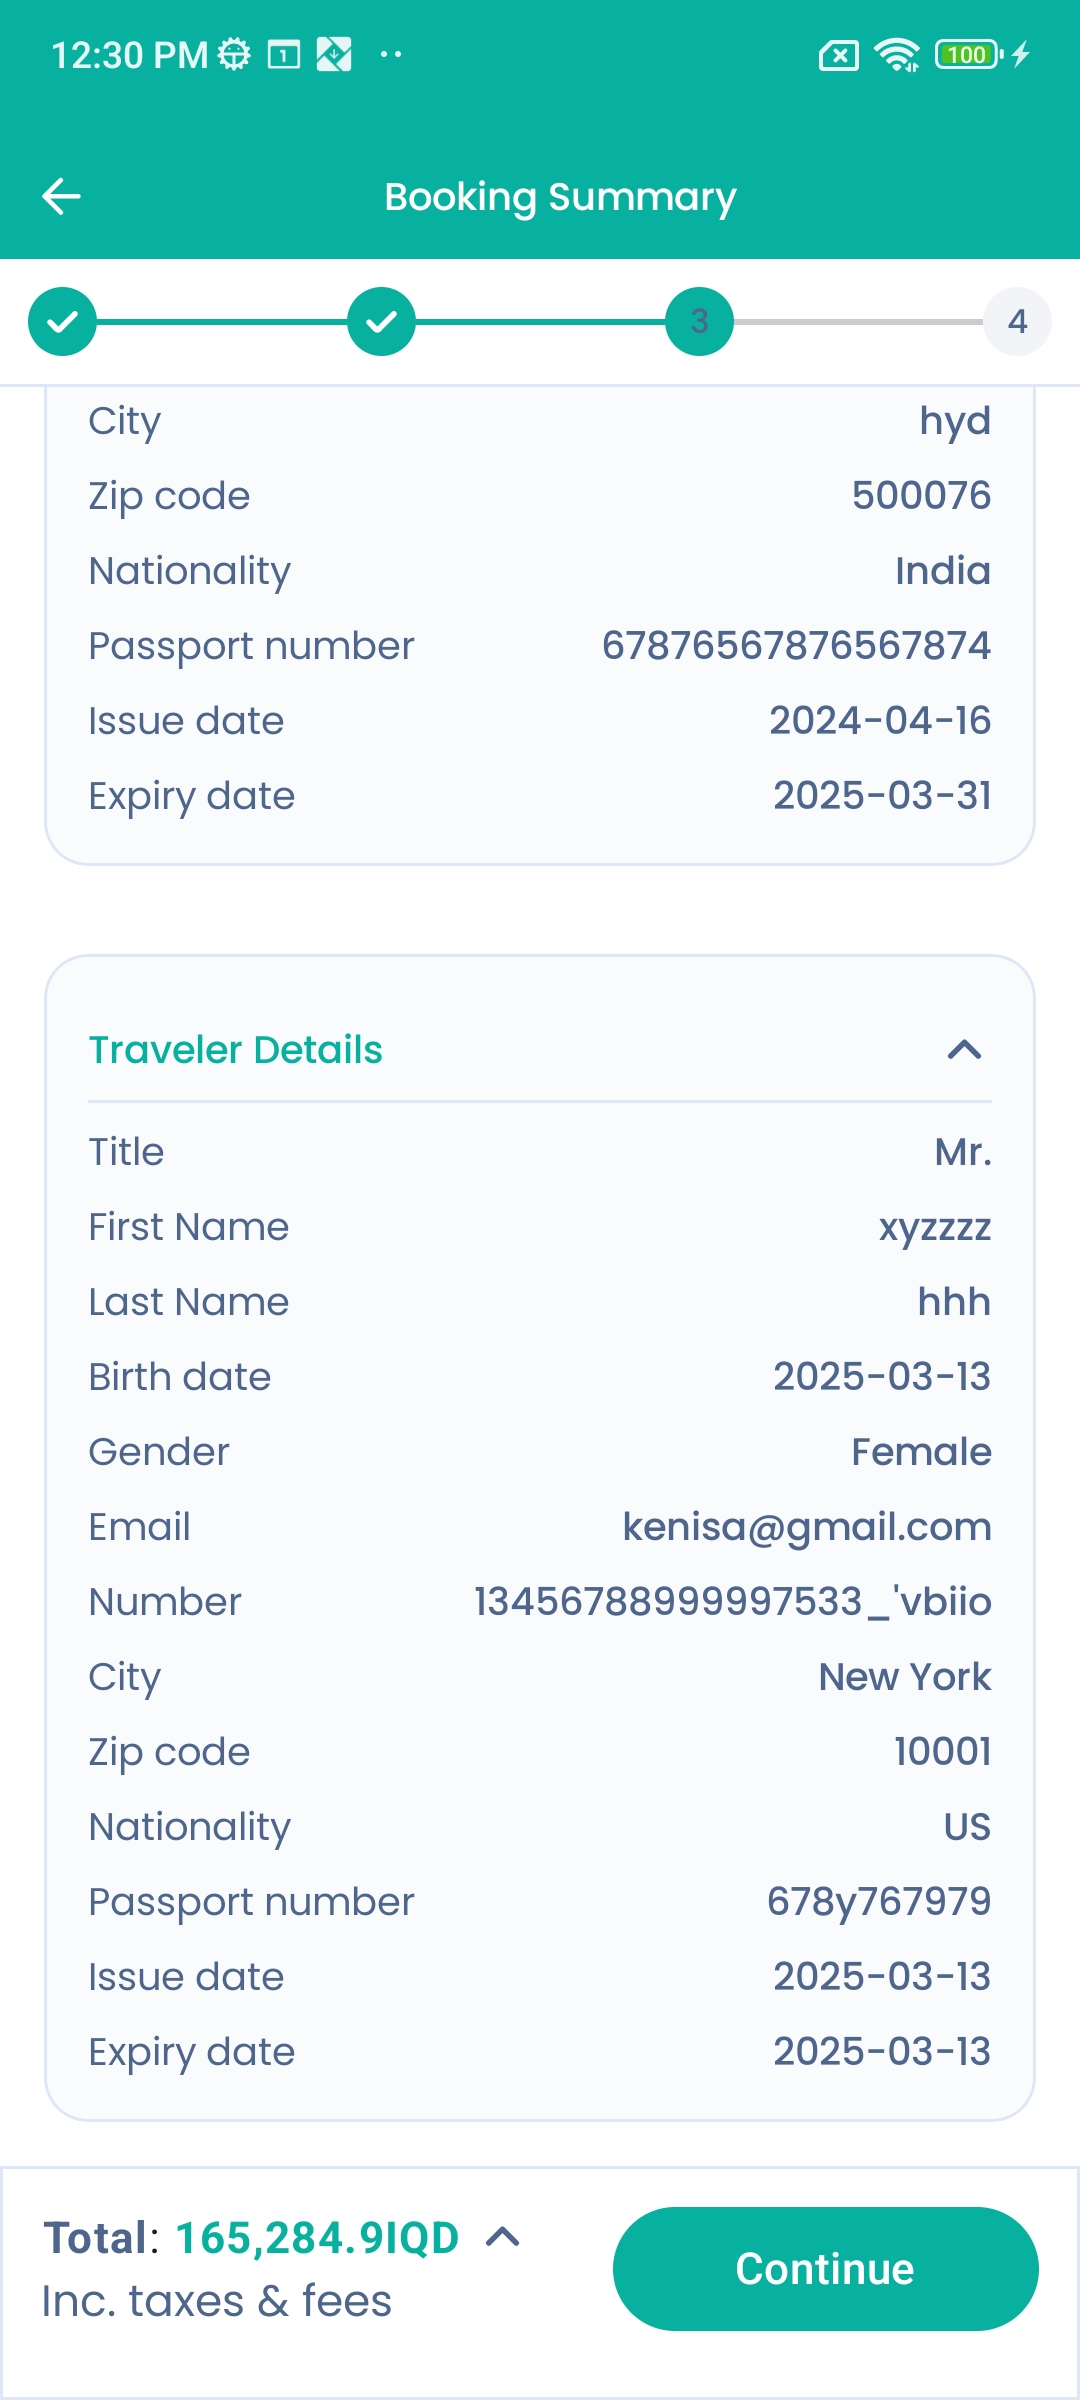 12:30 PM
1
100
Booking Summary
3
4
City hyd
Zip code 500076
Nationality India
Passport number 67876567876567874
Issue date 2024-04-16
Expiry date 2025-03-31
Traveler Details
Title Mr.
First Name xyzzzz
Last Name hhh
Birth date 2025-03-13
Gender Female
Email kenisa@gmail.com
Number 13456788999997533_'vbiio
City New York
Zip code 10001
Nationality US
Passport number 678y767979
Issue date 2025-03-13
Expiry date 2025-03-13
Total: 165,284.9IQD
Inc. taxes & fees
Continue